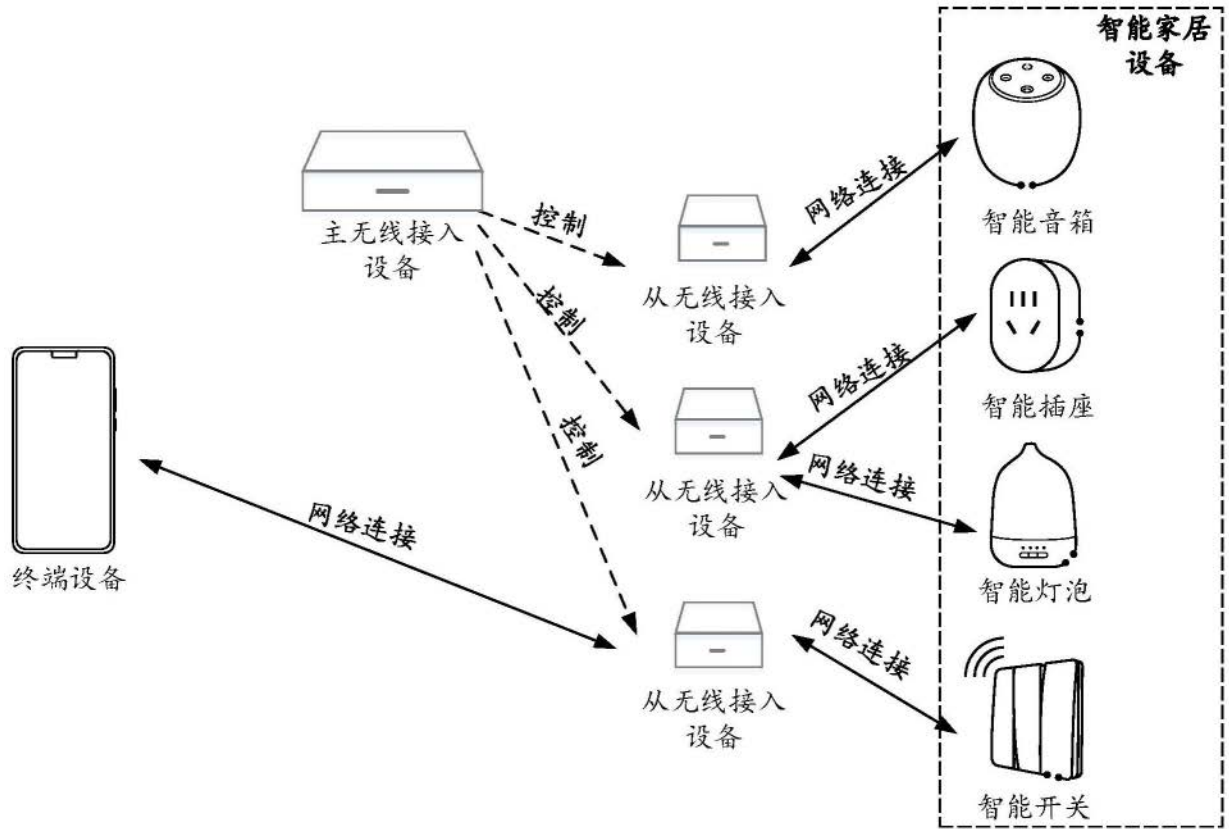 智能家居
设备
网络连接
智能音箱
主无线接入
设备
控制
从无线接入
设备
控制
网络连接
智能插座
控制
从无线接入
设备
网络连接
智能灯泡
终端设备
网络连接
从无线接入
设备
网络连接
智能开关